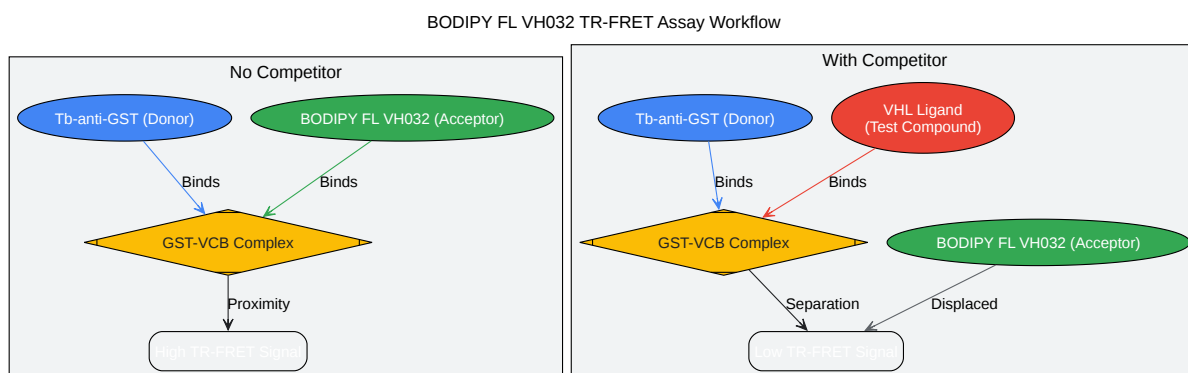 BODIPY FL VH032 TR-FRET Assay Workflow
No Competitor
Tb-anti-GST (Donor)
BODIPY FL VH032 (Acceptor)
Binds
Binds
GST-VCB Complex
Proximity
High TR-FRET Signal
With Competitor
Tb-anti-GST (Donor)
VHL Ligand
(Test Compound)
Binds
Binds
GST-VCB Complex
BODIPY FL VH032 (Acceptor)
Separation
Displaced
Low TR-FRET Signal